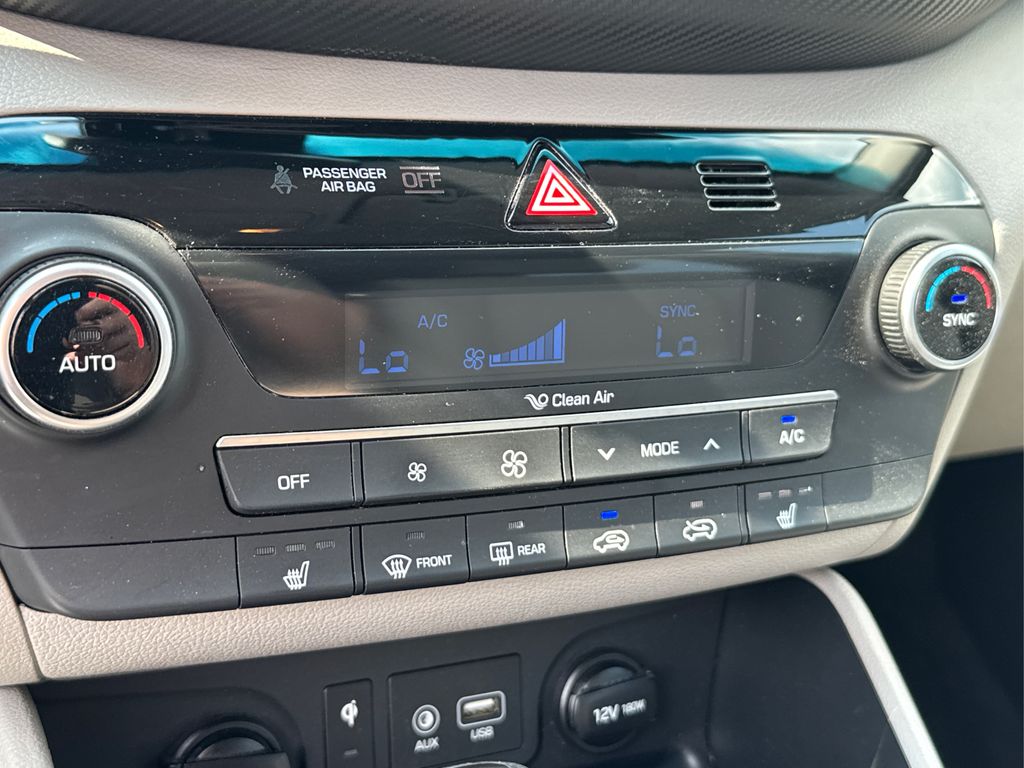 PASSENGER
AIR BAG
OFF
A/C
SYNC
Lo
Lo
AUTO
SYNC
Clean Air
OFF
MODE
A/C
FRONT
REAR
AUX
USB
12V 180W